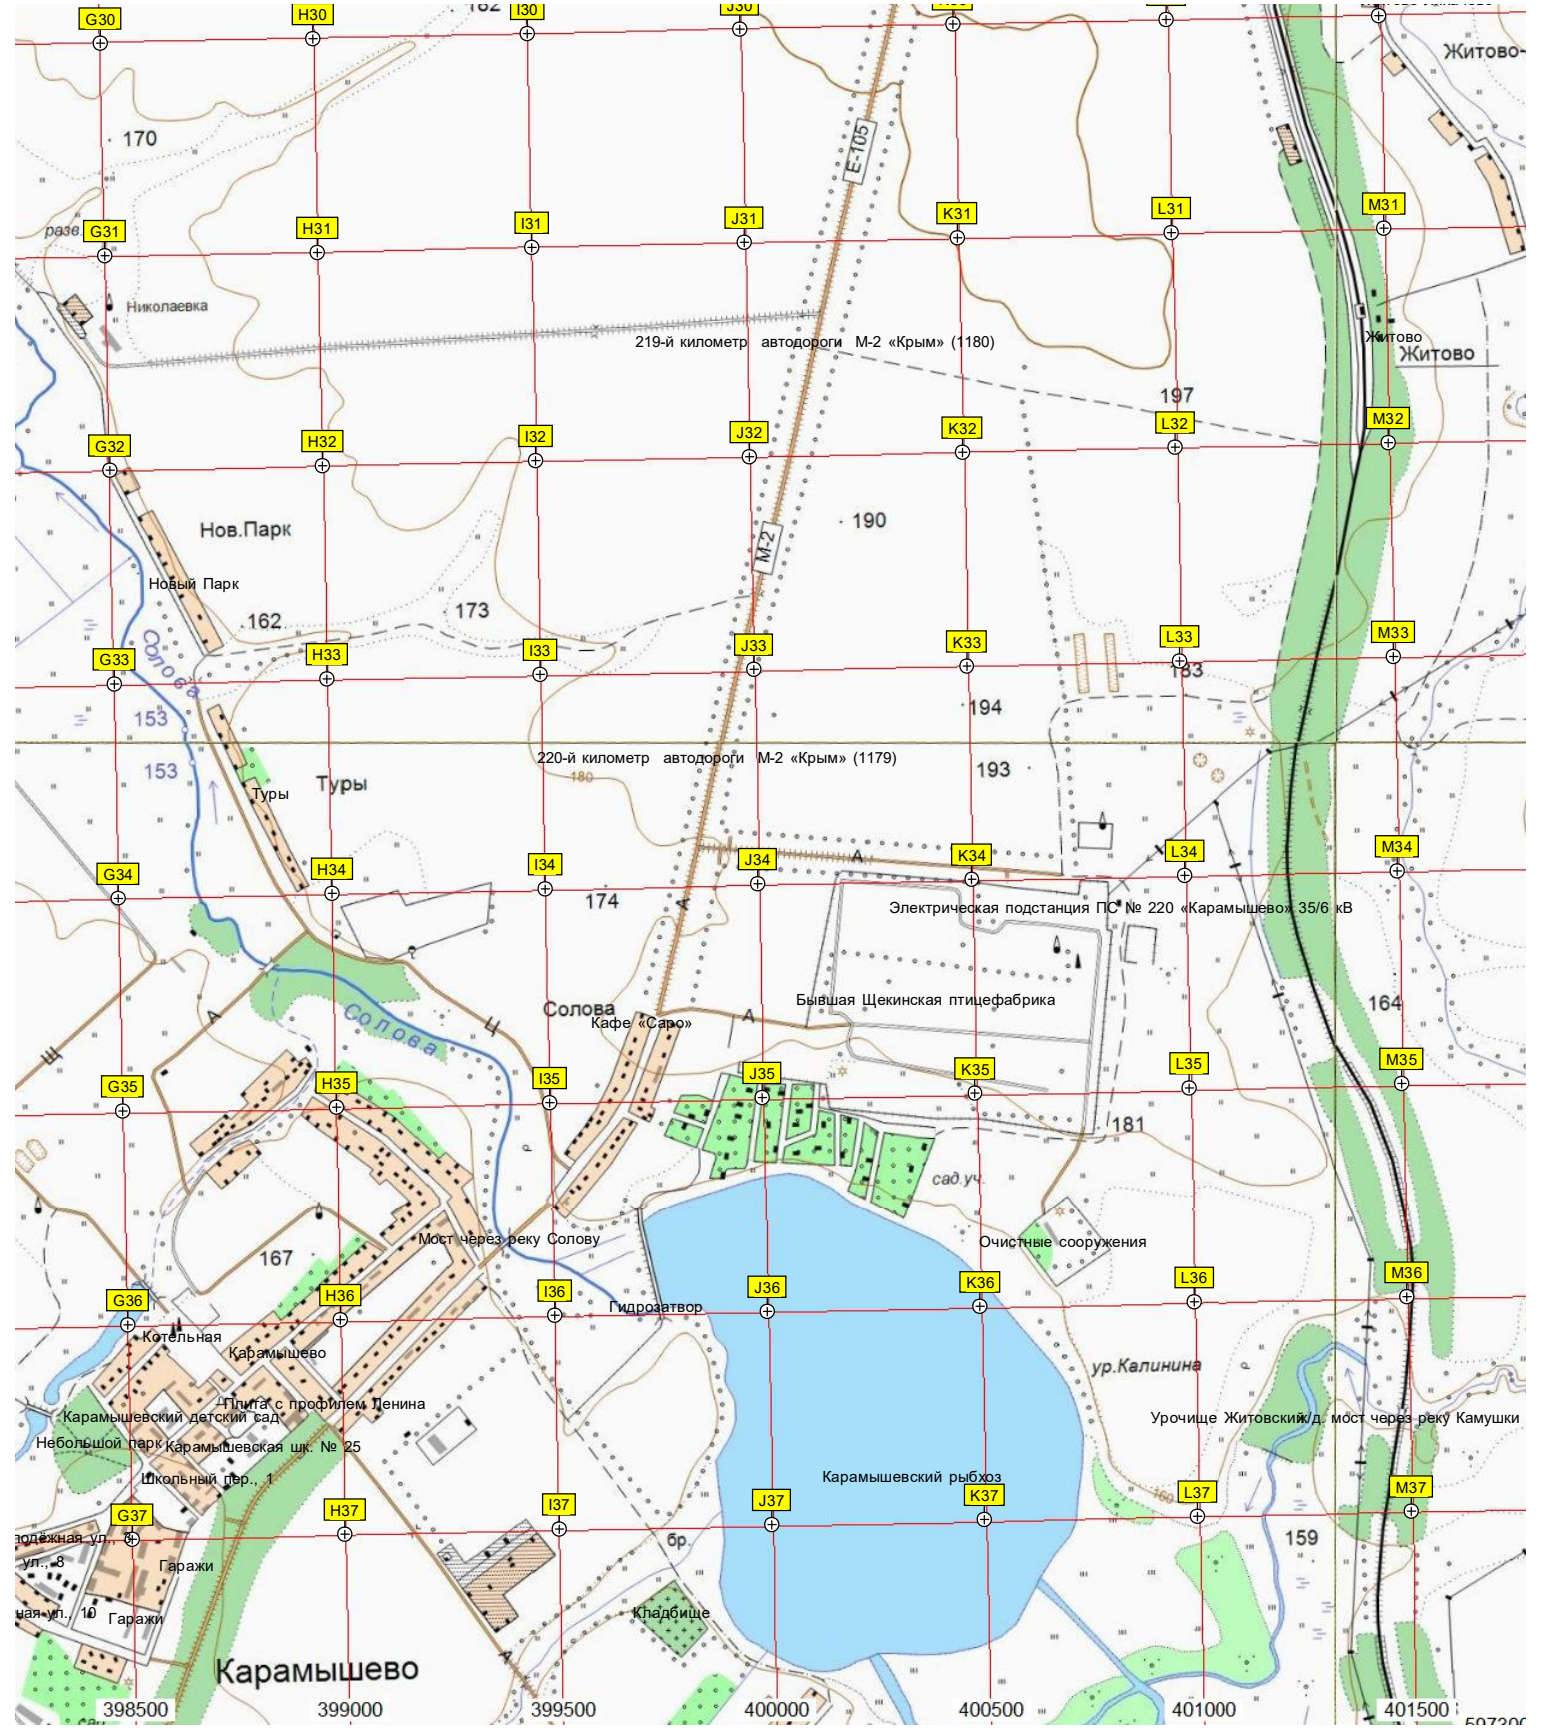 G30
H30
I30
J30
Житово-
170
E-105
разв.
G31
H31
I31
J31
K31
L31
M31
Николаевка
219-й километр автодороги М-2 «Крым» (1180)
Житово
Житово
197
G32
H32
I32
J32
K32
L32
M32
Нов.Парк
190
М-2
Новый Парк
162
173
Солова
G33
H33
I33
J33
K33
L33
M33
183
153
194
220-й километр автодороги М-2 «Крым» (1179)
153
180
193
Туры
Туры
G34
H34
I34
J34
А
K34
L34
M34
174
А
Электрическая подстанция ПС № 220 «Карамышево» 35/6 кВ
Бывшая Щекинская птицефабрика
164
Солова
Солова
Кафе «Саро»
А
А
Ц
Щ
G35
H35
I35
J35
K35
L35
M35
181
сад.уч.
Мост через реку Солову
Очистные сооружения
167
G36
H36
I36
J36
K36
L36
M36
Гидрозатвор
Котельная
Карамышево
ур.Калинина
Плита с профилем Ленина
Карамышевский детский сад
Урочище Житовский
ж/д. мост через реку Камушки
Небольшой парк
Карамышевская шк. № 25
Школьный пер., 1
Карамышевский рыбхоз
160
G37
H37
I37
J37
K37
L37
M37
159
бр.
ул., 8
Гаражи
10
Гаражи
Кладбище
А
Карамышево
398500
399000
399500
400000
400500
401000
401500